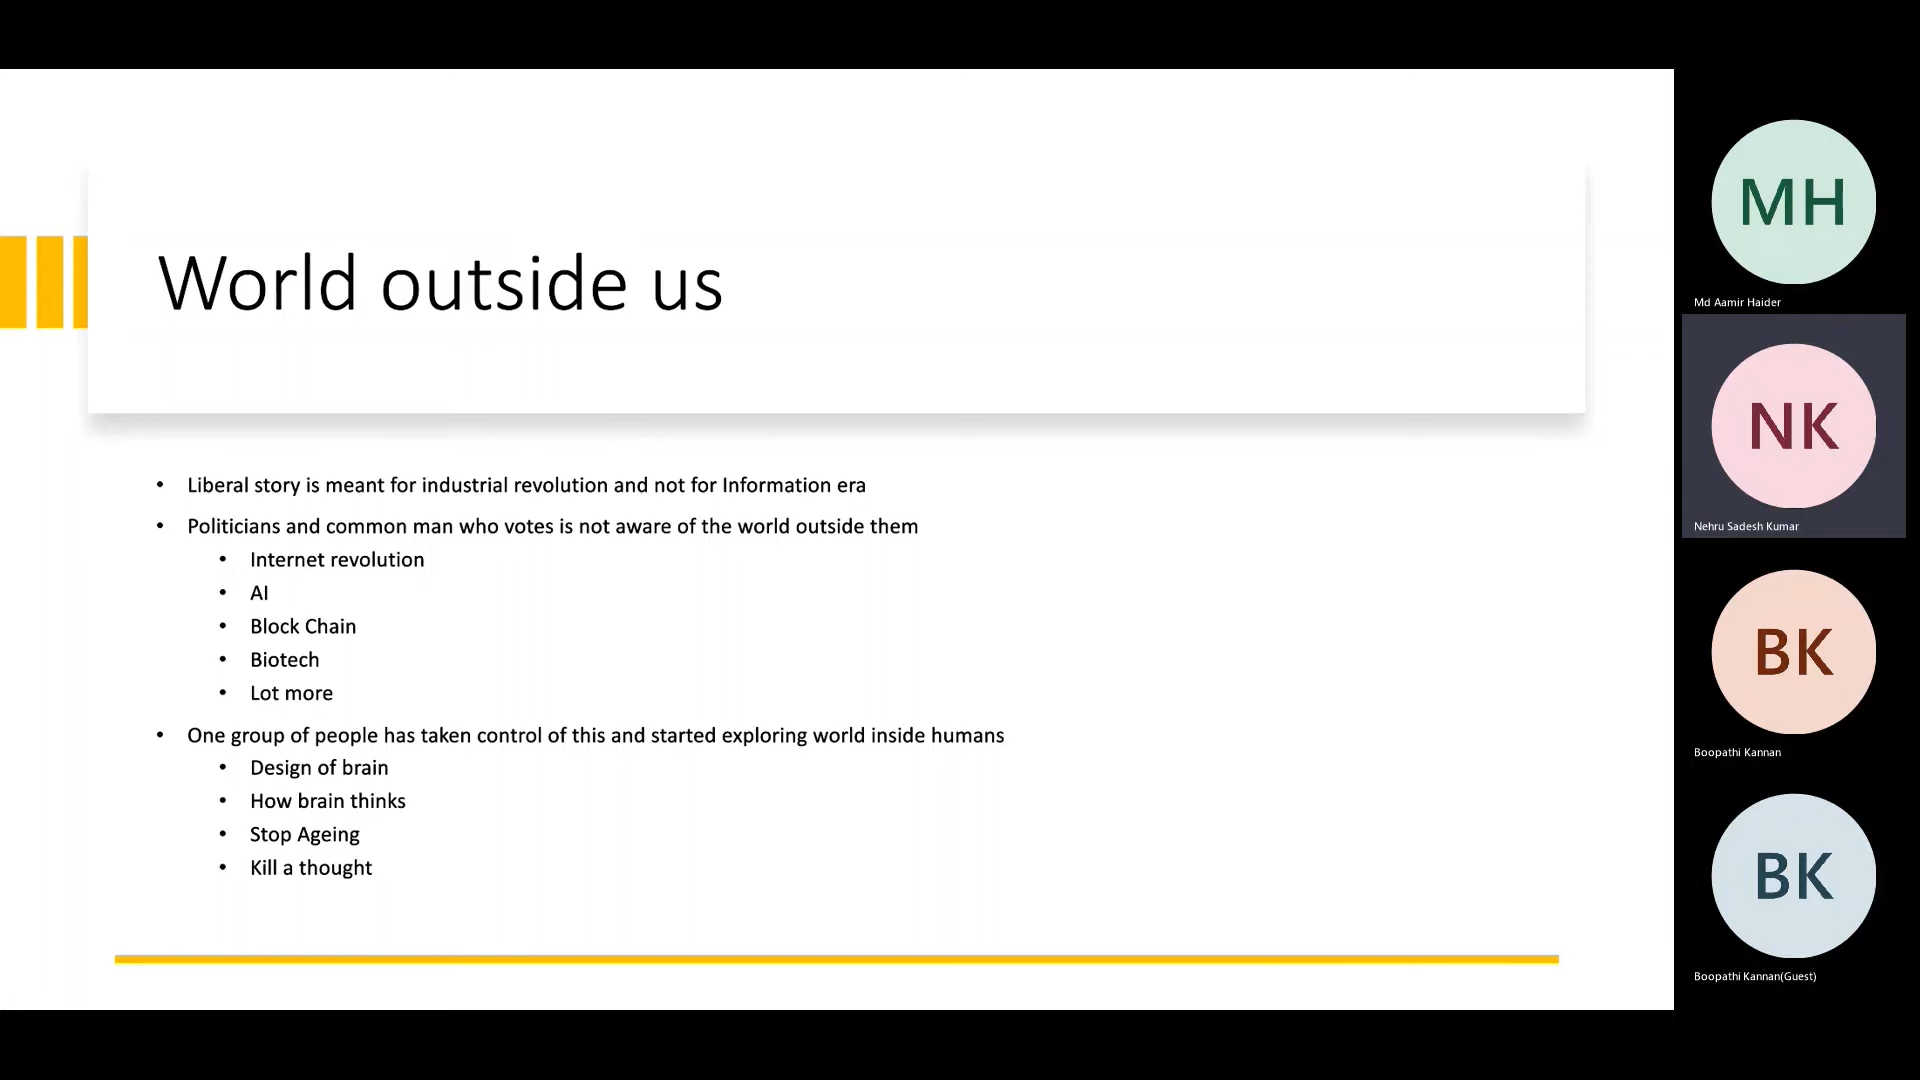 World outside us
• Liberal story is meant for industrial revolution and not for Information era
• Politicians and common man who votes is not aware of the world outside them
• Internet revolution
• AI
• Block Chain
• Biotech
• Lot more
• One group of people has taken control of this and started exploring world inside humans
• Design of brain
• How brain thinks
• Stop Ageing
• Kill a thought
MH
Md Aamir Haider
NK
Nehru Sadesh Kumar
BK
Boopathi Kannan
BK
Boopathi Kannan(Guest)